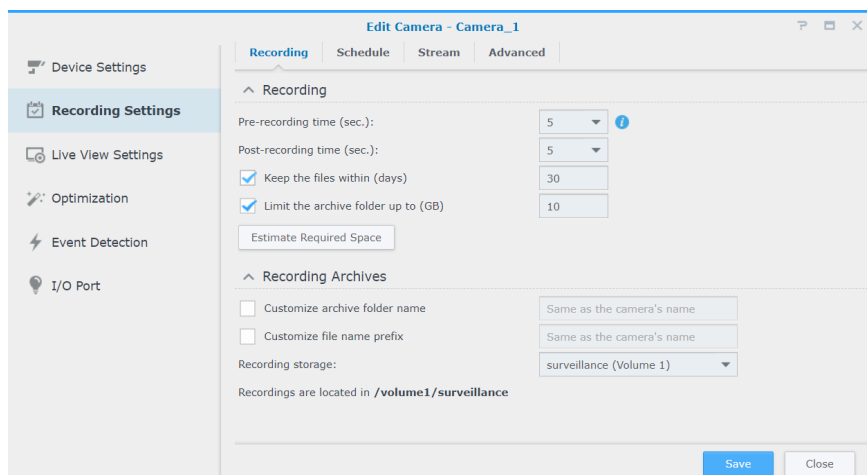 Edit Camera - Camera_1
Device Settings
Recording Settings
Live View Settings
Optimization
Event Detection
I/O Port
Recording Schedule Stream Advanced
Recording
Pre-recording time (sec.): 5
Post-recording time (sec.): 5
Keep the files within (days) 30
Limit the archive folder up to (GB) 10
Estimate Required Space
Recording Archives
Customize archive folder name Same as the camera's name
Customize file name prefix Same as the camera's name
Recording storage: surveillance (Volume 1)
Recordings are located in /volume1/surveillance
Save Close